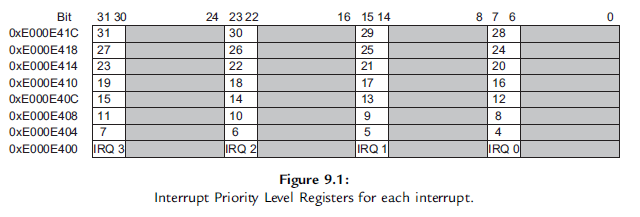 Bit 31 30 24 23 22 16 15 14 8 7 6 0
0xE000E41C 31 30 29 28
0xE000E418 27 26 25 24
0xE000E414 23 22 21 20
0xE000E410 19 18 17 16
0xE000E40C 15 14 13 12
0xE000E408 11 10 9 8
0xE000E404 7 6 5 4
0xE000E400 IRQ 3 IRQ 2 IRQ 1 IRQ 0
Figure 9.1:
Interrupt Priority Level Registers for each interrupt.